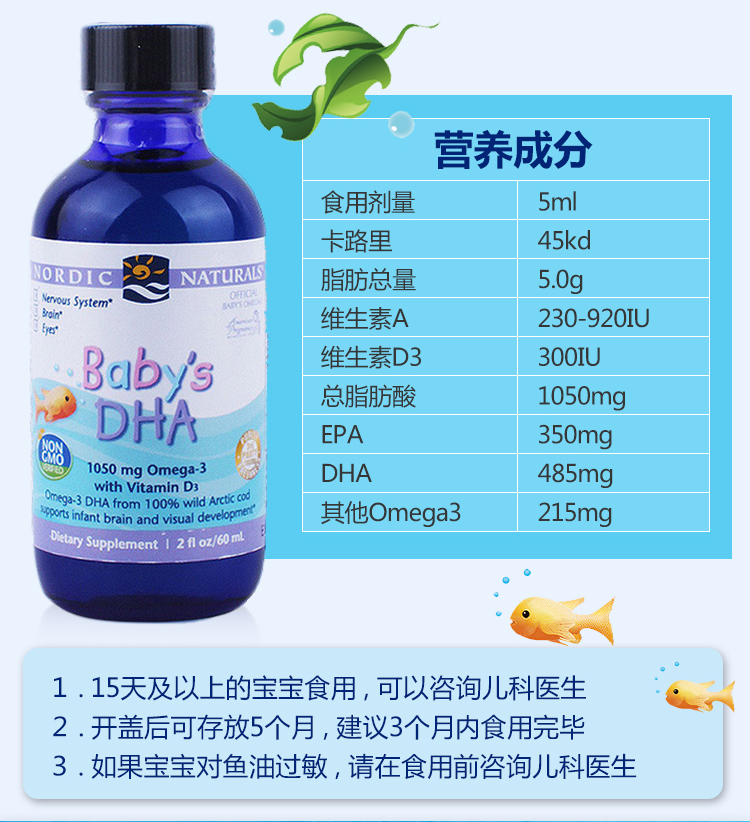 NORDIC NATURALS®
Nervous System*
Brain*
Eyes*
OFFICIAL
Baby's
DHA
NON
GMO
VERIFIED
1050 mg Omega-3
with Vitamin D3
Omega-3 DHA from 100% wild Arctic cod
supports infant brain and visual development*
Dietary Supplement | 2 fl oz/60 mL
营养成分
食用剂量 5ml
卡路里 45kd
脂肪总量 5.0g
维生素A 230-920IU
维生素D3 300IU
总脂肪酸 1050mg
EPA 350mg
DHA 485mg
其他Omega3 215mg
1 . 15天及以上的宝宝食用 , 可以咨询儿科医生
2 . 开盖后可存放5个月 , 建议3个月内食用完毕
3 . 如果宝宝对鱼油过敏 , 请在食用前咨询儿科医生